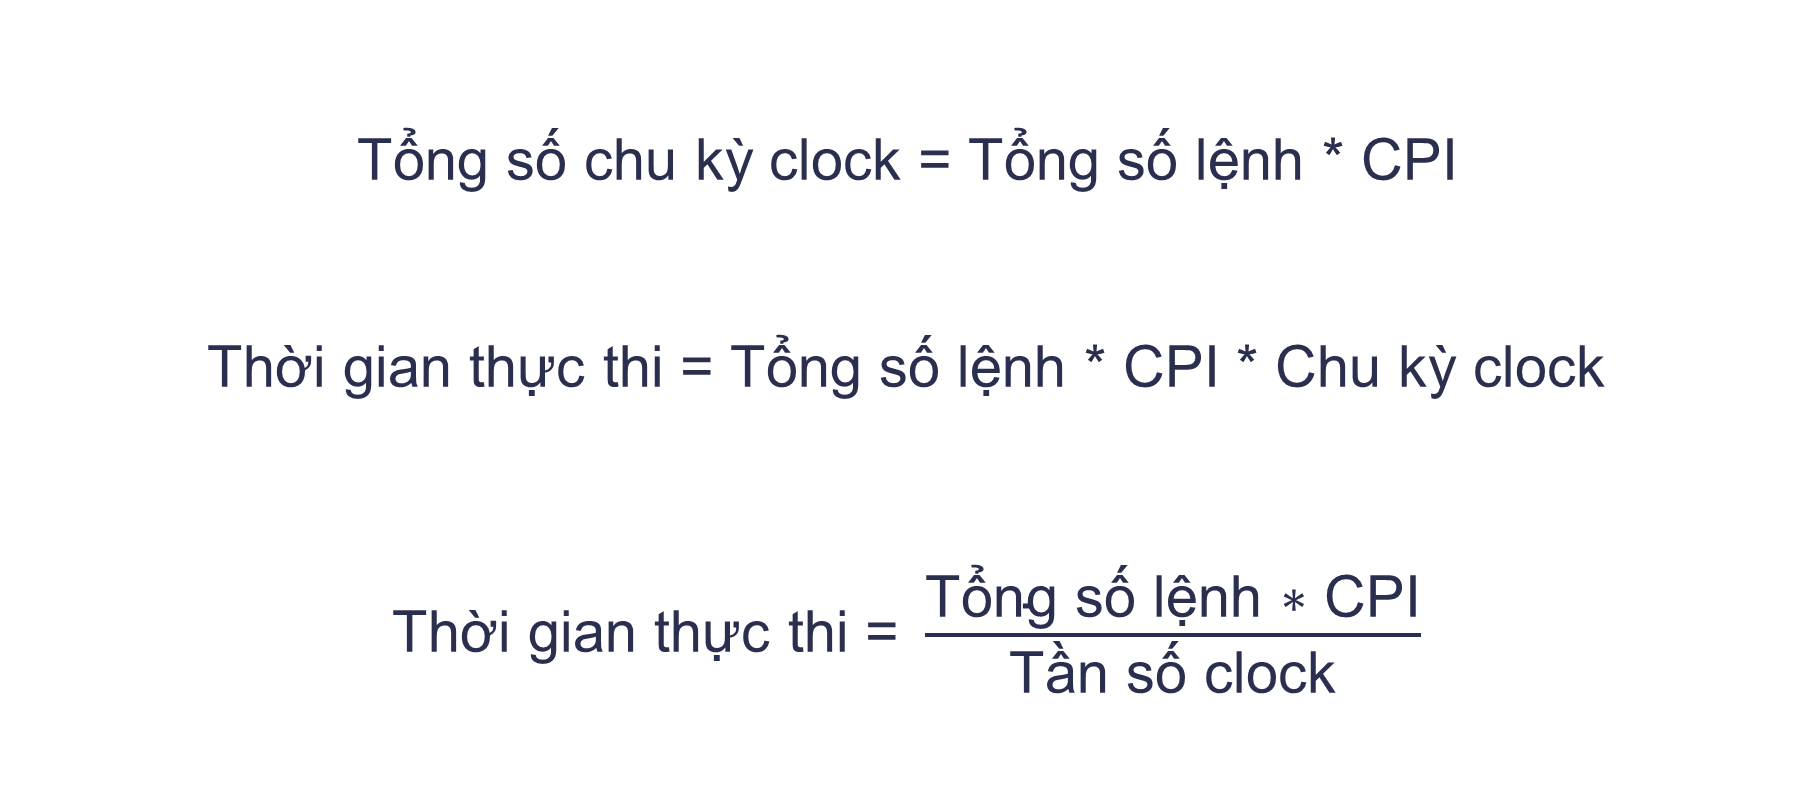 Tổng số chu kỳ clock = Tổng số lệnh * CPI
Thời gian thực thi = Tổng số lệnh * CPI * Chu kỳ clock
Thời gian thực thi = Tổng số lệnh ∗ CPI
Tần số clock